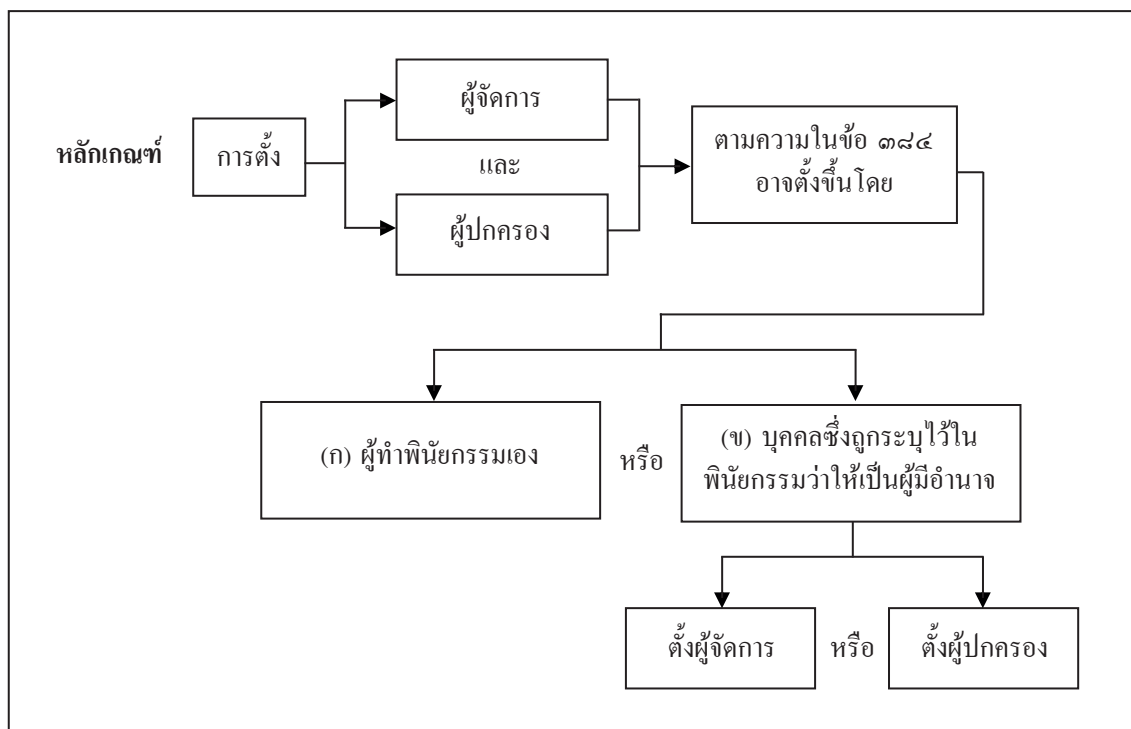 หลักเกณฑ์
การตั้ง
ผู้จัดการ
และ
ผู้ปกครอง
ตามความในข้อ ๓๘๔
อาจตั้งขึ้นโดย
(ก) ผู้ทำพินัยกรรมเอง
หรือ
(ข) บุคคลซึ่งถูกระบุไว้ใน
พินัยกรรมว่าให้เป็นผู้มีอำนาจ
ตั้งผู้จัดการ
หรือ
ตั้งผู้ปกครอง